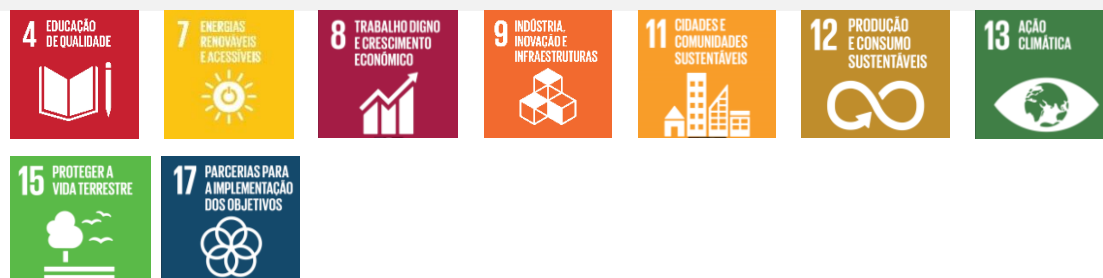 4 EDUCAÇÃO
DE QUALIDADE
7 ENERGIAS
RENOVÁVEIS
E ACESSÍVEIS
8 TRABALHO DIGNO
E CRESCIMENTO
ECONÓMICO
9 INDÚSTRIA,
INOVAÇÃO E
INFRAESTRUTURAS
11 CIDADES E
COMUNIDADES
SUSTENTÁVEIS
12 PRODUÇÃO
E CONSUMO
SUSTENTÁVEIS
13 AÇÃO
CLIMÁTICA
15 PROTEGER A
VIDA TERRESTRE
17 PARCERIAS PARA
A IMPLEMENTAÇÃO
DOS OBJETIVOS